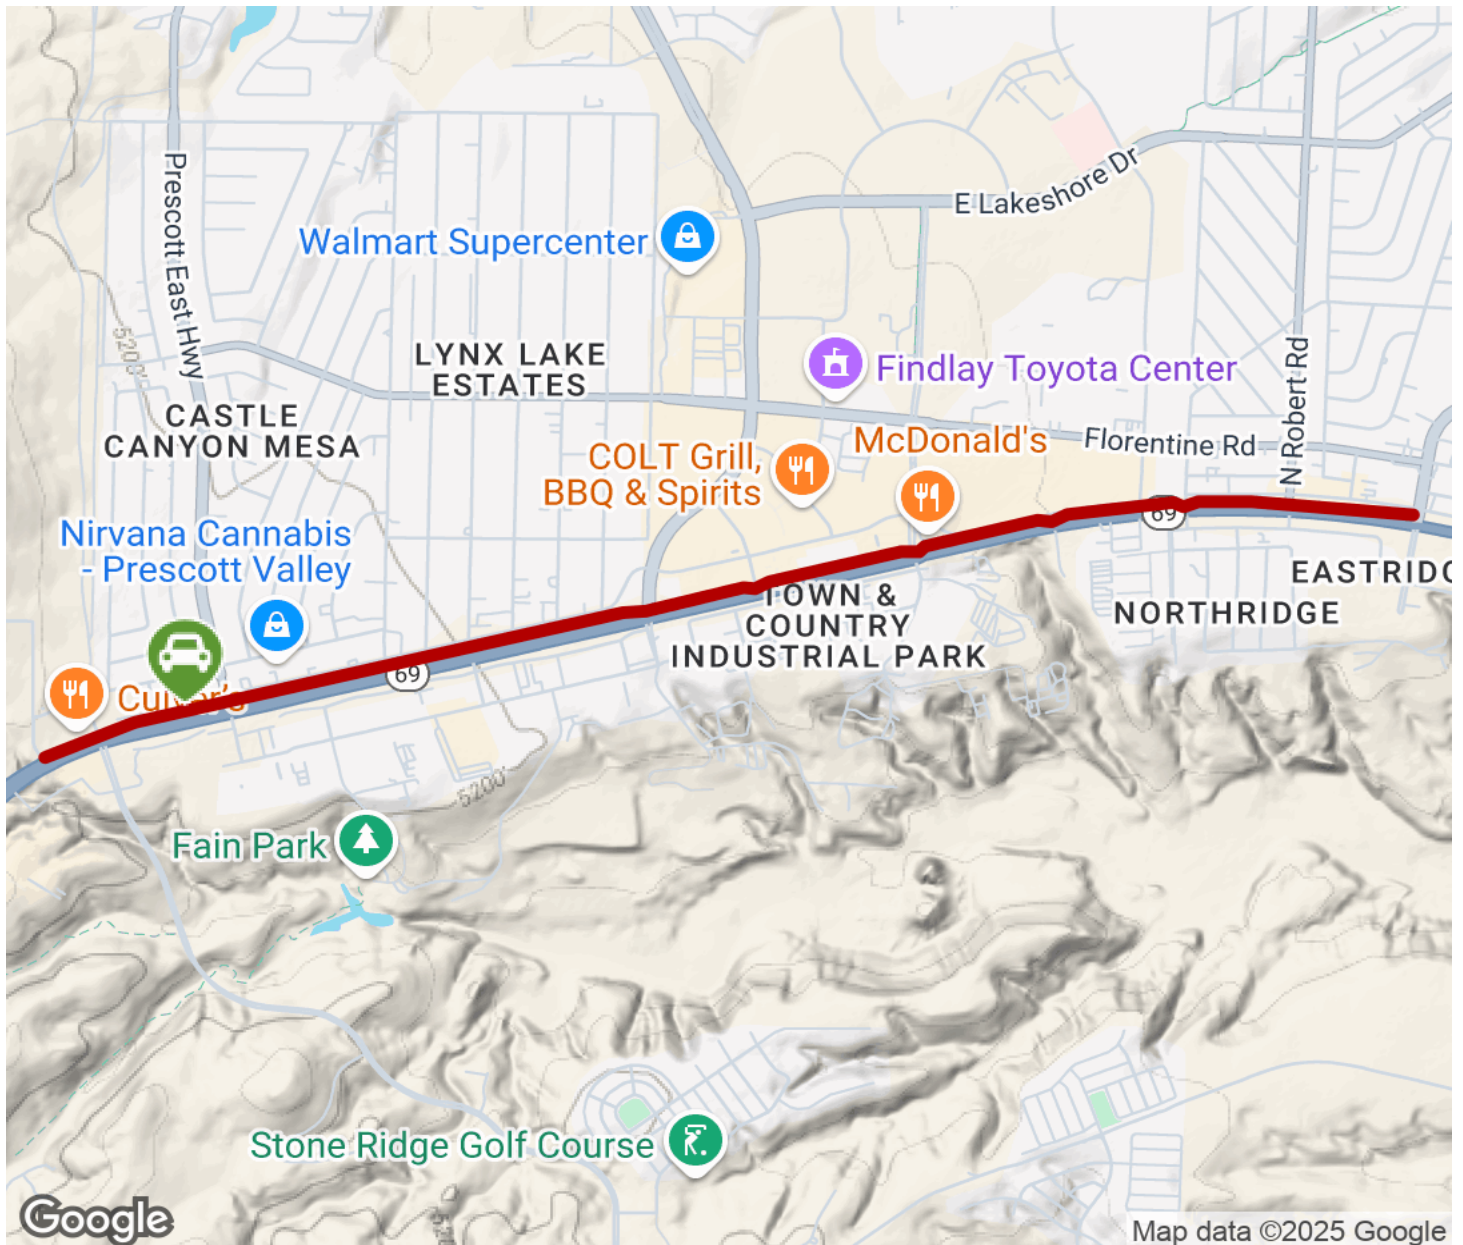 Prescott East Hwy
E Lakeshore Dr
Walmart Supercenter
5200'
LYNX LAKE
ESTATES
Findlay Toyota Center
N Robert Rd
CASTLE
CANYON MESA
COLT Grill,
BBQ & Spirits
McDonald's
Florentine Rd
69
Nirvana Cannabis
- Prescott Valley
EASTRIDG
NORTHRIDGE
TOWN &
COUNTRY
INDUSTRIAL PARK
69
5200'
Fain Park
Stone Ridge Golf Course
Google
Map data ©2025 Google